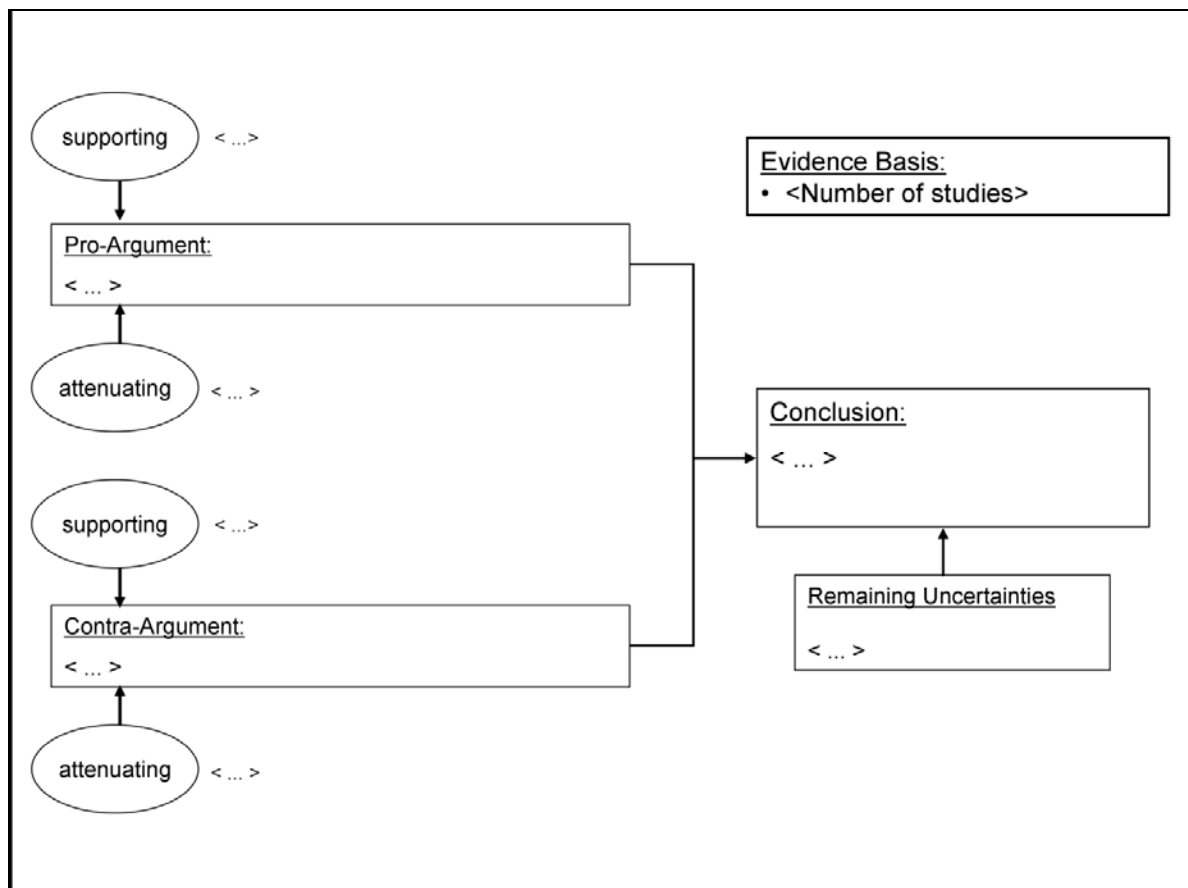 supporting
< ...>
Evidence Basis:
• <Number of studies>
Pro-Argument:
< ... >
attenuating
< ... >
Conclusion:
< ... >
supporting
< ...>
Remaining Uncertainties
< ... >
Contra-Argument:
< ... >
attenuating
< ... >